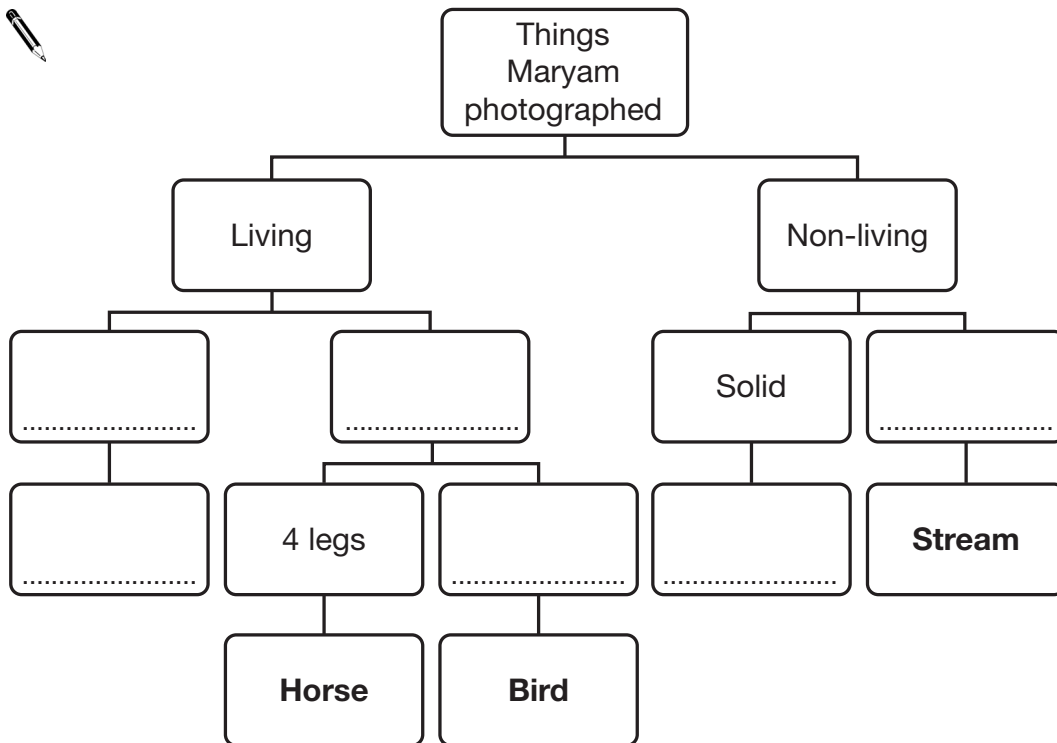 Things
Maryam
photographed
Living
Non-living
Solid
4 legs
Stream
Horse
Bird